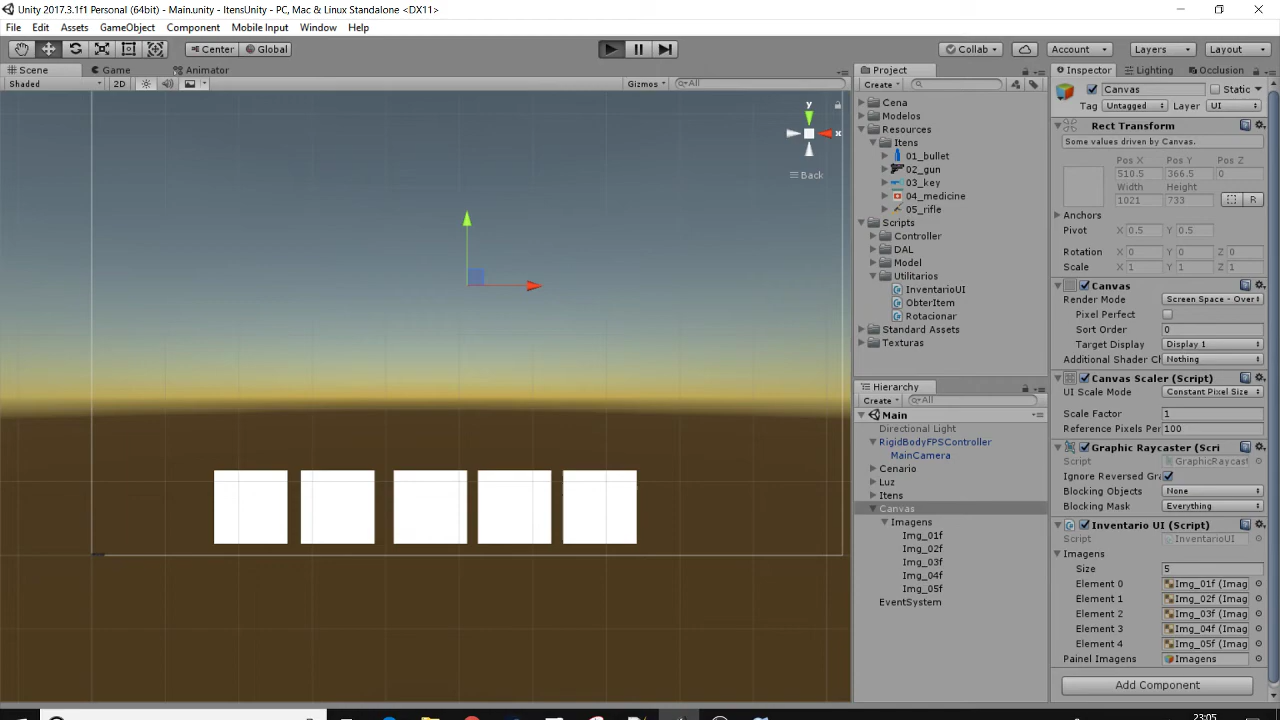 Unity 2017.3.1f1 Personal (64bit) - Main.unity - ItensUnity - PC, Mac & Linux Standalone <DX11>
File Edit Assets GameObject Component Mobile Input Window Help
Center Global Collab Account Layers Layout
Scene Game Animator
Shaded 2D Gizmos All
y
x
Back
Project
Create
Cena
Modelos
Resources
Itens
01_bullet
02_gun
03_key
04_medicine
05_rifle
Scripts
Controller
DAL
Model
Utilitarios
InventarioUI
ObterItem
Rotacionar
Standard Assets
Texturas
Hierarchy
Create All
Main
Directional Light
RigidBodyFPSController
MainCamera
Cenario
Luz
Itens
Canvas
Imagens
Img_01f
Img_02f
Img_03f
Img_04f
Img_05f
EventSystem
Inspector Lighting Occlusion
Canvas Static
Tag Untagged Layer UI
Rect Transform
Some values driven by Canvas.
Pos X Pos Y Pos Z
510.5 366.5 0
Width Height
1021 733 R
Anchors
Pivot X 0.5 Y 0.5
Rotation X 0 Y 0 Z 0
Scale X 1 Y 1 Z 1
Canvas
Render Mode Screen Space - Over
Pixel Perfect
Sort Order 0
Target Display Display 1
Additional Shader Ch Nothing
Canvas Scaler (Script)
UI Scale Mode Constant Pixel Size
Scale Factor 1
Reference Pixels Per 100
Graphic Raycaster (Scri
Script GraphicRaycast
Ignore Reversed Gra
Blocking Objects None
Blocking Mask Everything
Inventario UI (Script)
Script InventarioUI
Imagens
Size 5
Element 0 Img_01f (Imag
Element 1 Img_02f (Imag
Element 2 Img_03f (Imag
Element 3 Img_04f (Imag
Element 4 Img_05f (Imag
Painel Imagens Imagens
Add Component
23:05